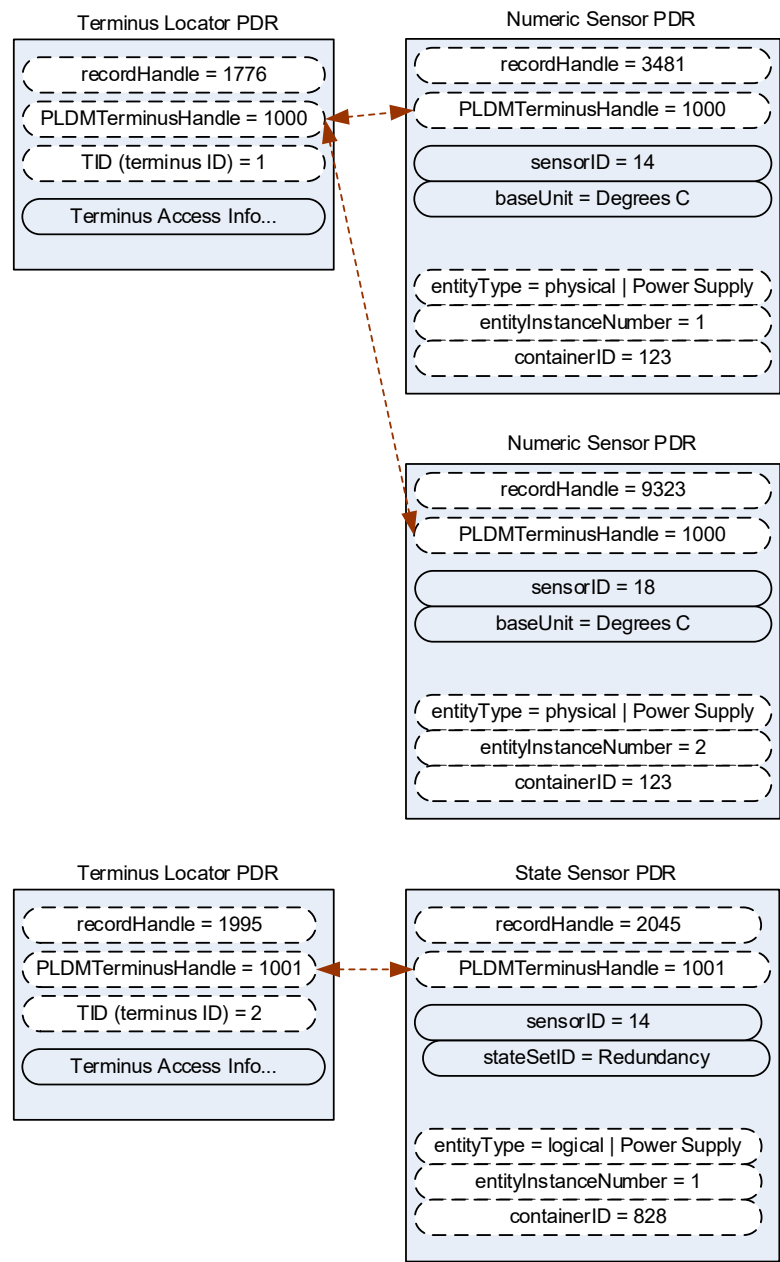 Terminus Locator PDR
recordHandle = 1776
PLDMTerminusHandle = 1000
TID (terminus ID) = 1
Terminus Access Info...
Numeric Sensor PDR
recordHandle = 3481
PLDMTerminusHandle = 1000
sensorID = 14
baseUnit = Degrees C
entityType = physical | Power Supply
entityInstanceNumber = 1
containerID = 123
Numeric Sensor PDR
recordHandle = 9323
PLDMTerminusHandle = 1000
sensorID = 18
baseUnit = Degrees C
entityType = physical | Power Supply
entityInstanceNumber = 2
containerID = 123
Terminus Locator PDR
recordHandle = 1995
PLDMTerminusHandle = 1001
TID (terminus ID) = 2
Terminus Access Info...
State Sensor PDR
recordHandle = 2045
PLDMTerminusHandle = 1001
sensorID = 14
stateSetID = Redundancy
entityType = logical | Power Supply
entityInstanceNumber = 1
containerID = 828